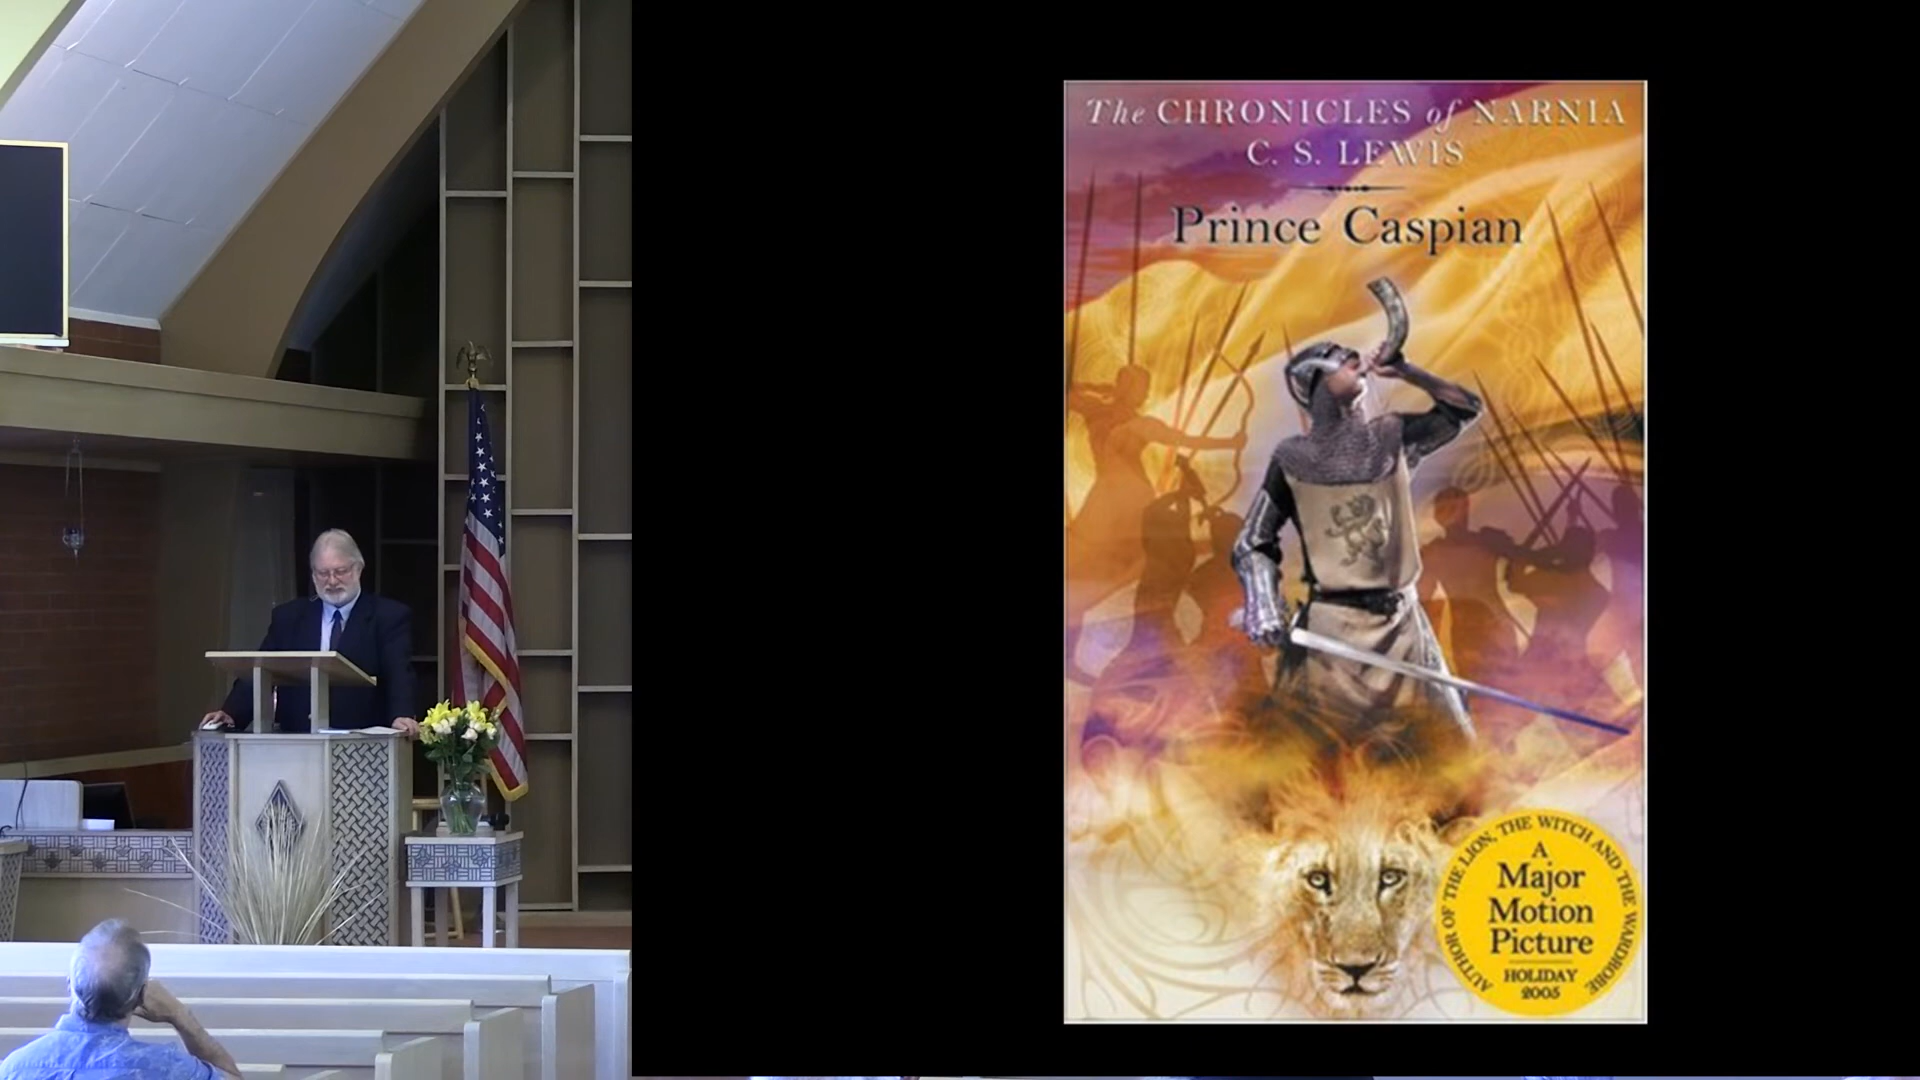 The CHRONICLES of NARNIA
C. S. LEWIS
Prince Caspian
AUTHOR OF THE LION, THE WITCH AND THE WARDROBE
A
Major
Motion
Picture
HOLIDAY
2005